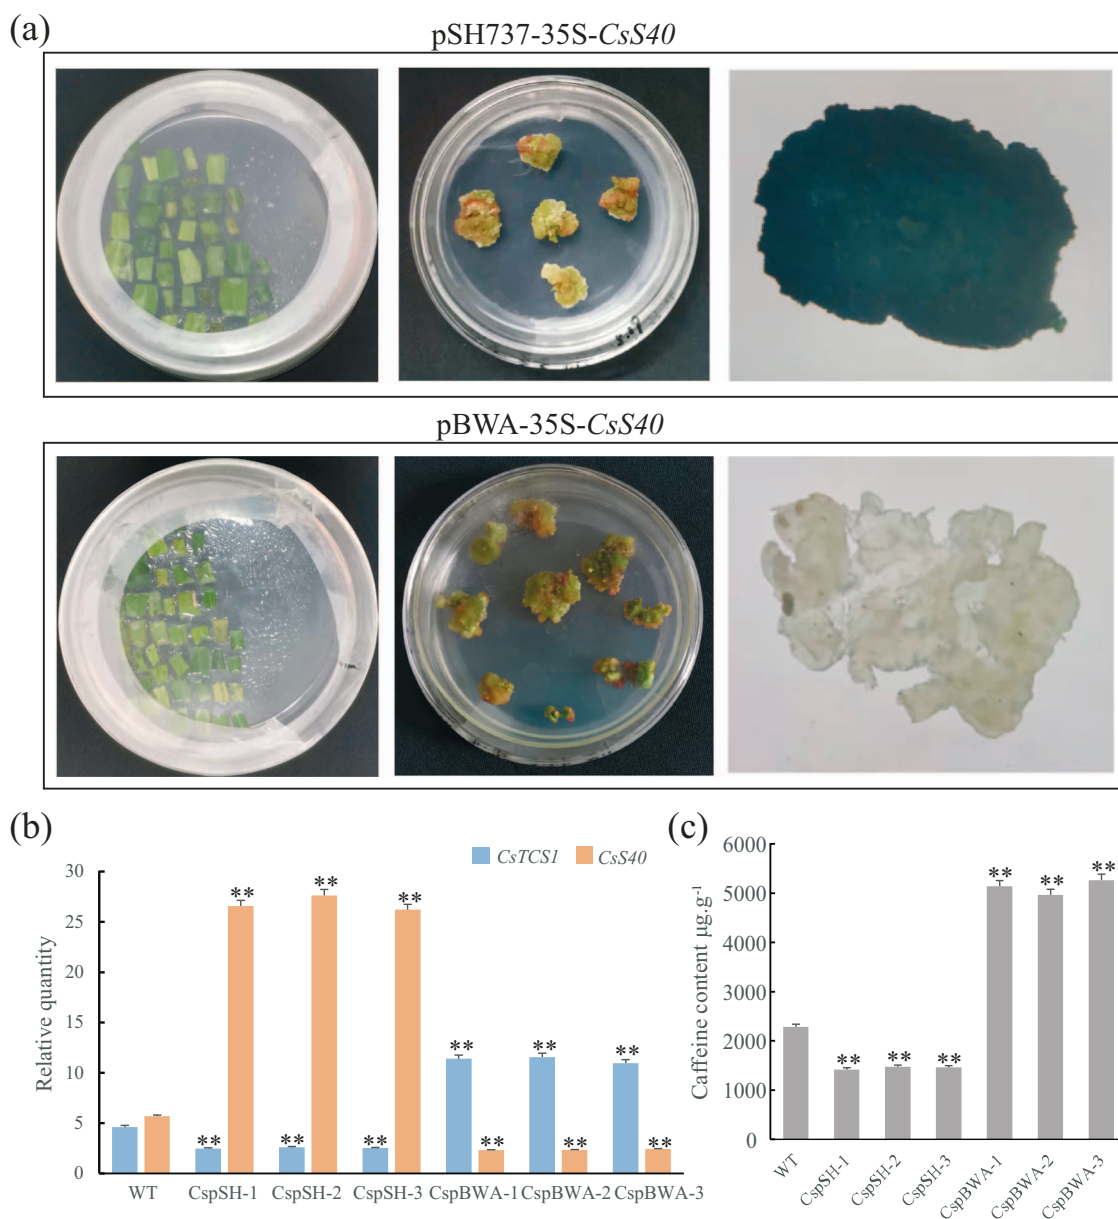 (a)
pSH737-35S-CsS40
pBWA-35S-CsS40
(b)
CsTCS1
CsS40
Relative quantity
30
25
20
15
10
5
0
** ** ** ** ** **
** ** ** ** ** **
WT CspSH-1 CspSH-2 CspSH-3 CspBWA-1 CspBWA-2 CspBWA-3
(c)
Caffeine content µg.g-1
6000
5000
4000
3000
2000
1000
0
** ** **
** ** **
WT
CspSH-1
CspSH-2
CspSH-3
CspBWA-1
CspBWA-2
CspBWA-3